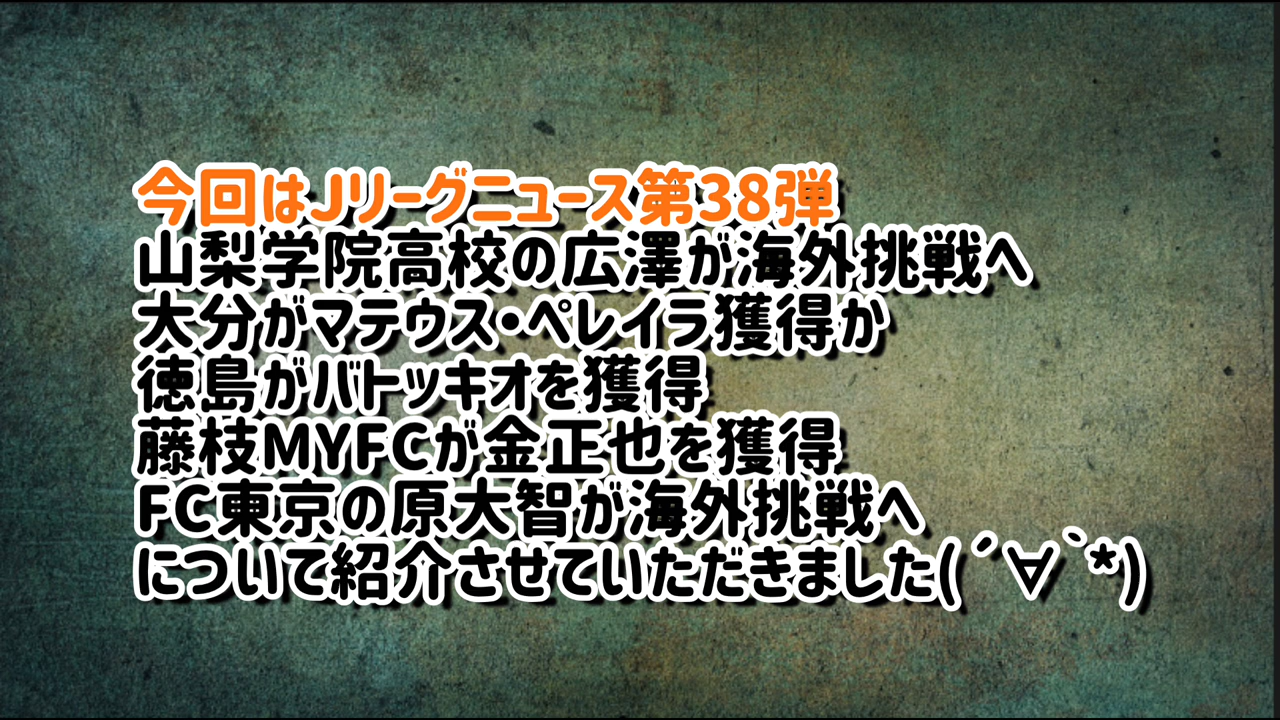 今回はJリーグニュース第38弾
山梨学院高校の広澤が海外挑戦へ
大分がマテウス・ペレイラ獲得か
徳島がバトッキオを獲得
藤枝MYFCが金正也を獲得
FC東京の原大智が海外挑戦へ
について紹介させていただきました(´∀`*)